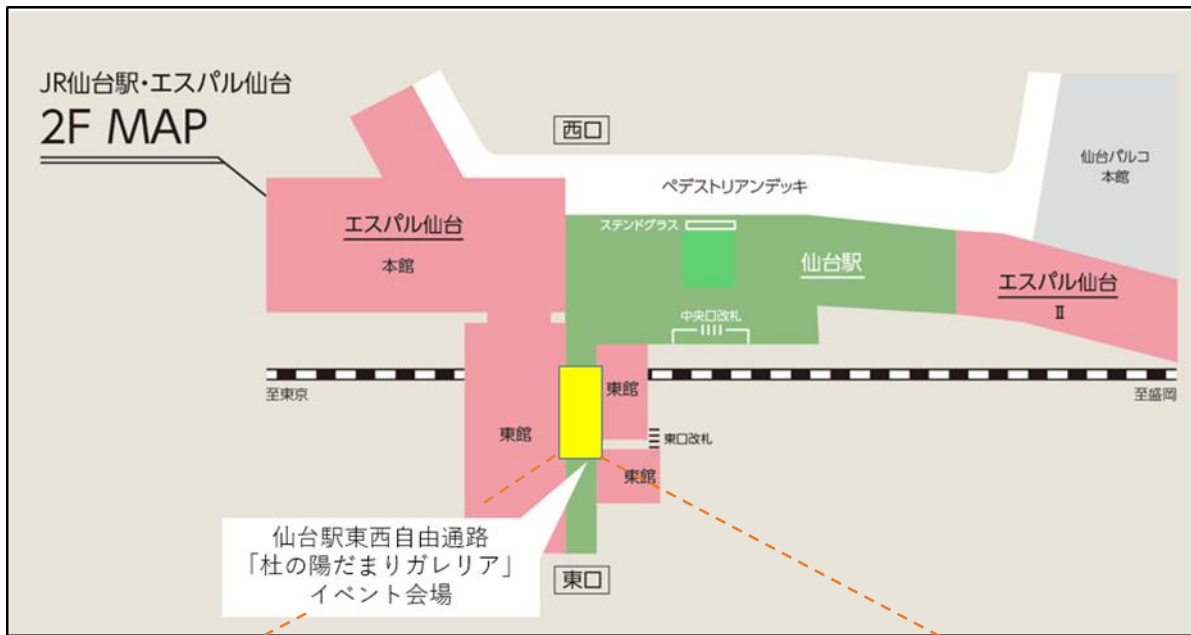 JR仙台駅・エスパル仙台
2F MAP
西口
仙台パルコ
本館
ペデストリアンデッキ
エスパル仙台
本館
ステンドグラス
仙台駅
エスパル仙台
Ⅱ
中央口改札
至東京
至盛岡
東館
東館
東口改札
東館
仙台駅東西自由通路
「杜の陽だまりガレリア」
イベント会場
東口